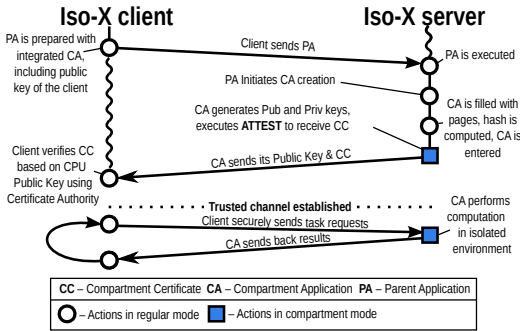 Iso-X client
Iso-X server
PA is prepared with
integrated CA,
including public
key of the client
Client sends PA
PA is executed
PA Initiates CA creation
CA is filled with
pages, hash is
computed, CA is
entered
CA generates Pub and Priv keys,
executes ATTEST to receive CC
Client verifies CC
based on CPU
Public Key using
Certificate Authority
CA sends its Public Key & CC
Trusted channel established
Client securely sends task requests
CA sends back results
CA performs
computation
in isolated
environment
CC – Compartment Certificate CA – Compartment Application PA – Parent Application
– Actions in regular mode – Actions in compartment mode